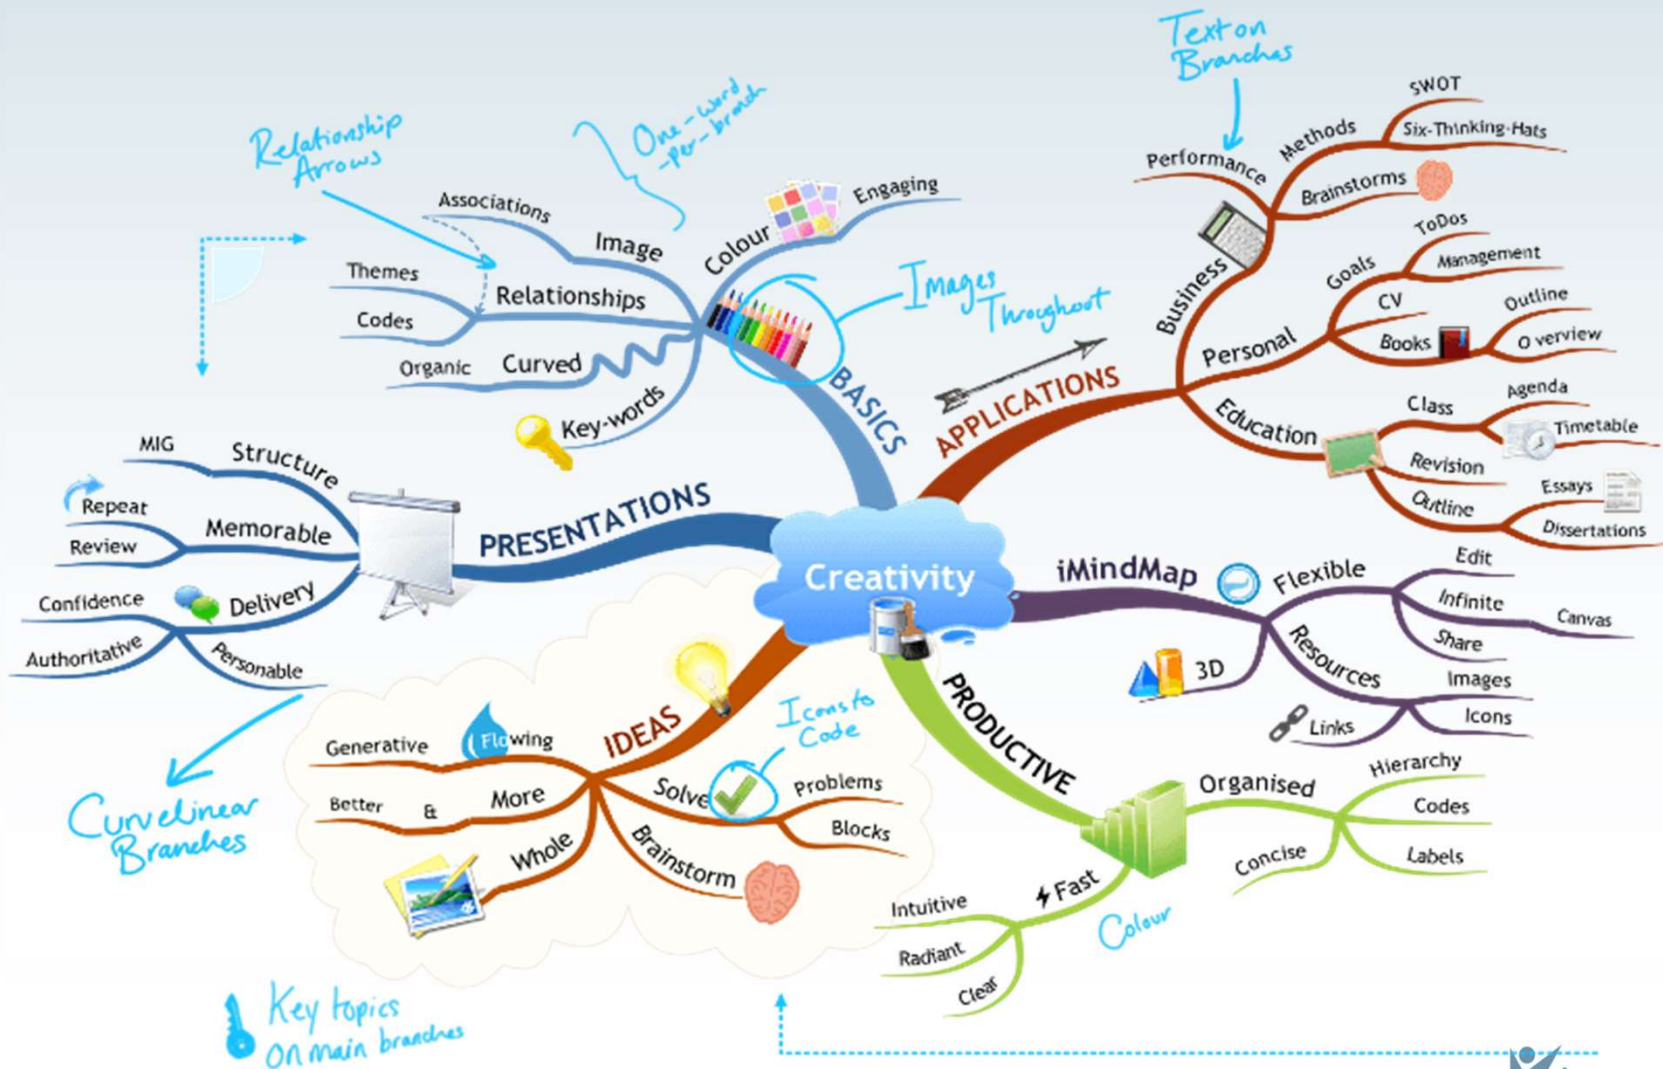 Text on
Branches
Relationship
Arrows
One-word
-per-branch
Associations
Image
Colour
Engaging
Themes
Relationships
Codes
Organic
Curved
Key-words
Images
Throughout
BASICS
APPLICATIONS
Business
Performance
Methods
SWOT
Six-Thinking-Hats
Brainstorms
Personal
Goals
ToDos
Management
CV
Books
Outline
O verview
Education
Class
Agenda
Timetable
Revision
Outline
Essays
Dissertations
PRESENTATIONS
Structure
MIG
Memorable
Repeat
Review
Delivery
Confidence
Authoritative
Personable
Curvelinear
Branches
Creativity
iMindMap
Flexible
Edit
Infinite
Canvas
Share
Resources
Images
Icons
Links
3D
IDEAS
Flowing
Generative
More
&
Better
Whole
Brainstorm
Solve
Problems
Blocks
Icons to
Code
PRODUCTIVE
Organised
Hierarchy
Codes
Labels
Concise
Fast
Intuitive
Radiant
Clear
Colour
Key topics
on main branches